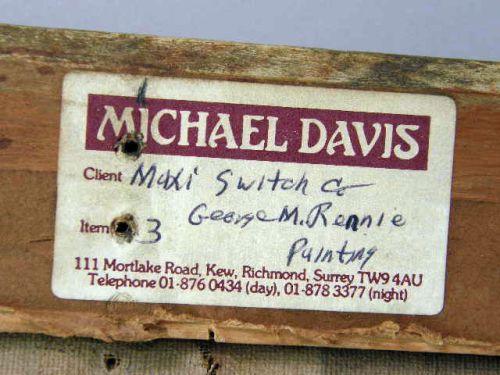 MICHAEL DAVIS
Client Maxi Switch Co
George M. Rennie
Item 3
Painting
111 Mortlake Road, Kew, Richmond, Surrey TW9 4AU
Telephone 01-876 0434 (day), 01-878 3377 (night)